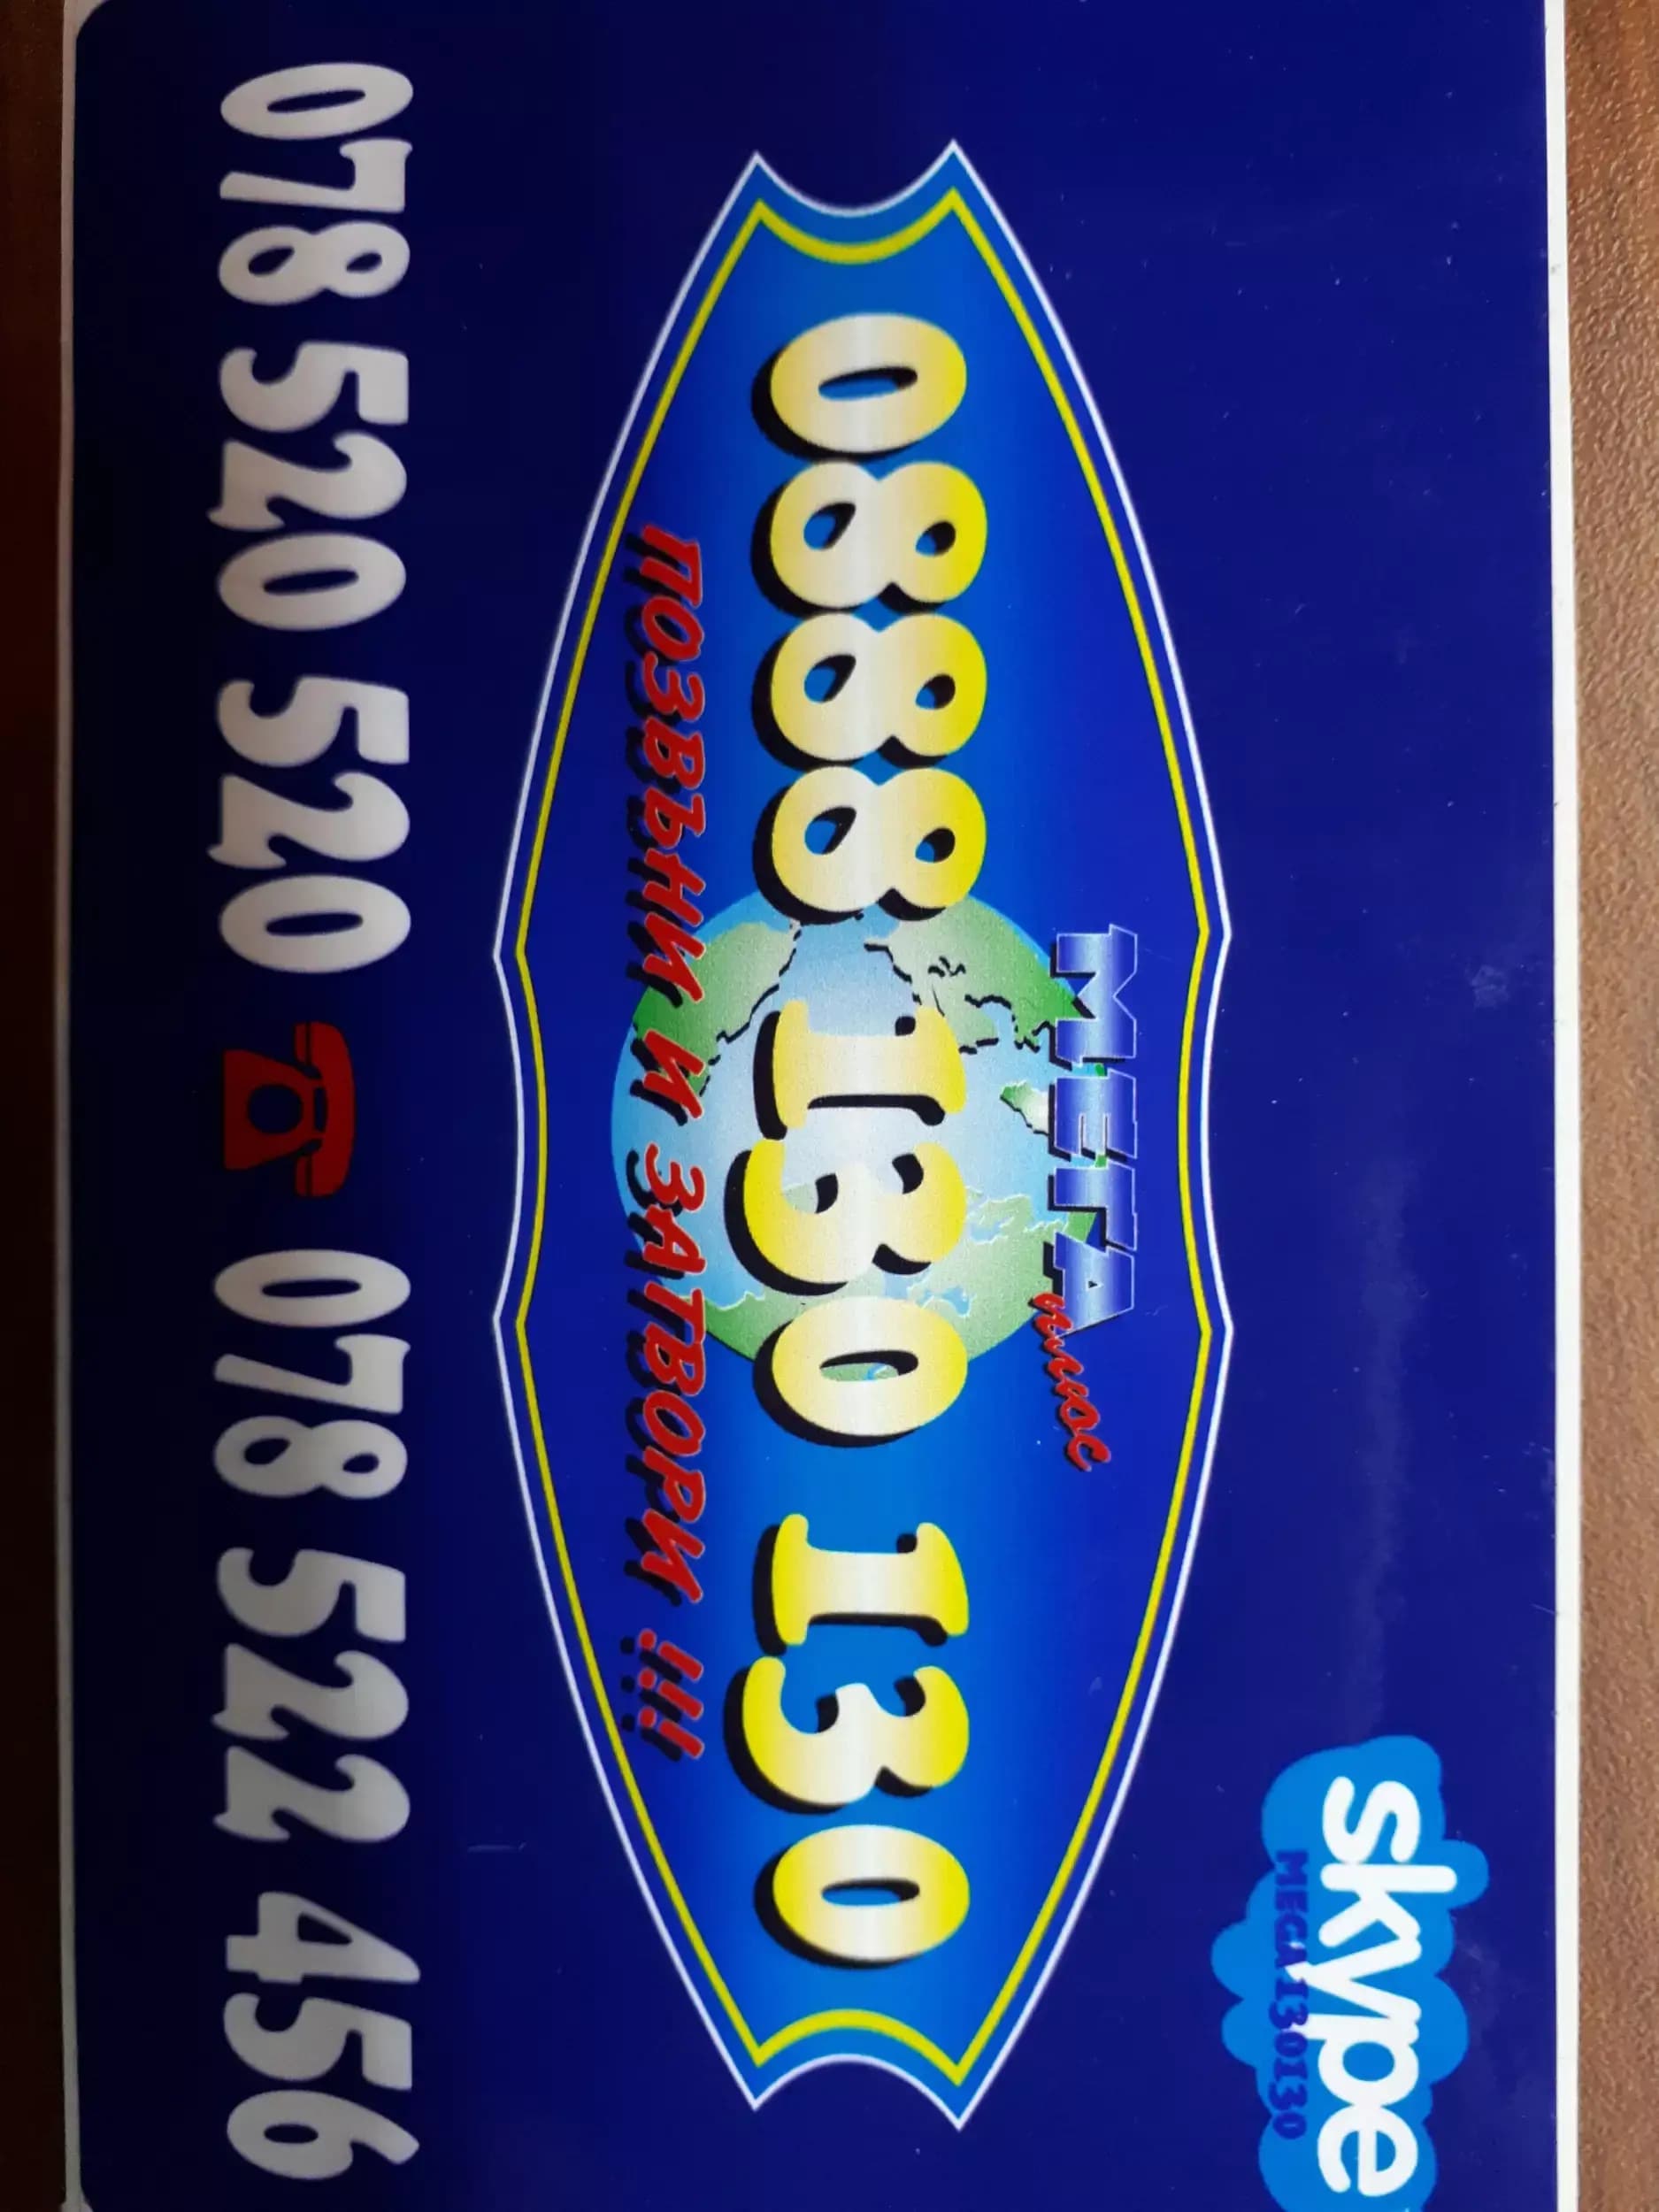 skype
MEGA130130
МЕГА плюс
0888 130 130
ПОЗВЪНИ И ЗАТВОРИ !!!
078 520 520 078 522 456